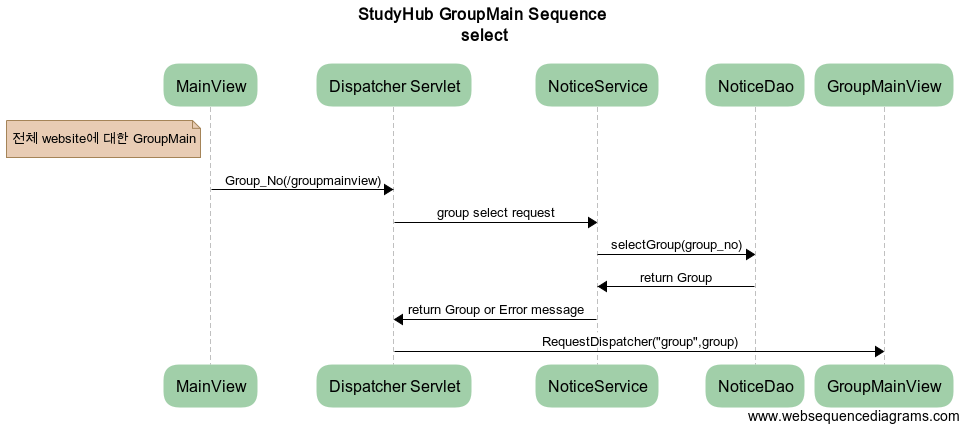 StudyHub GroupMain Sequence
select
MainView
Dispatcher Servlet
NoticeService
NoticeDao
GroupMainView
전체 website에 대한 GroupMain
Group_No(/groupmainview)
group select request
selectGroup(group_no)
return Group
return Group or Error message
RequestDispatcher("group",group)
MainView
Dispatcher Servlet
NoticeService
NoticeDao
GroupMainView
www.websequencediagrams.com